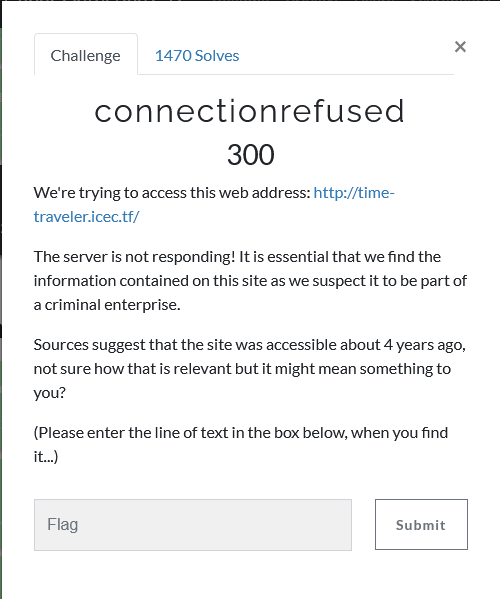 Challenge
1470 Solves
×
connectionrefused
300
We're trying to access this web address: http://time-
traveler.icec.tf/
The server is not responding! It is essential that we find the
information contained on this site as we suspect it to be part of
a criminal enterprise.
Sources suggest that the site was accessible about 4 years ago,
not sure how that is relevant but it might mean something to
you?
(Please enter the line of text in the box below, when you find
it...)
Flag
Submit